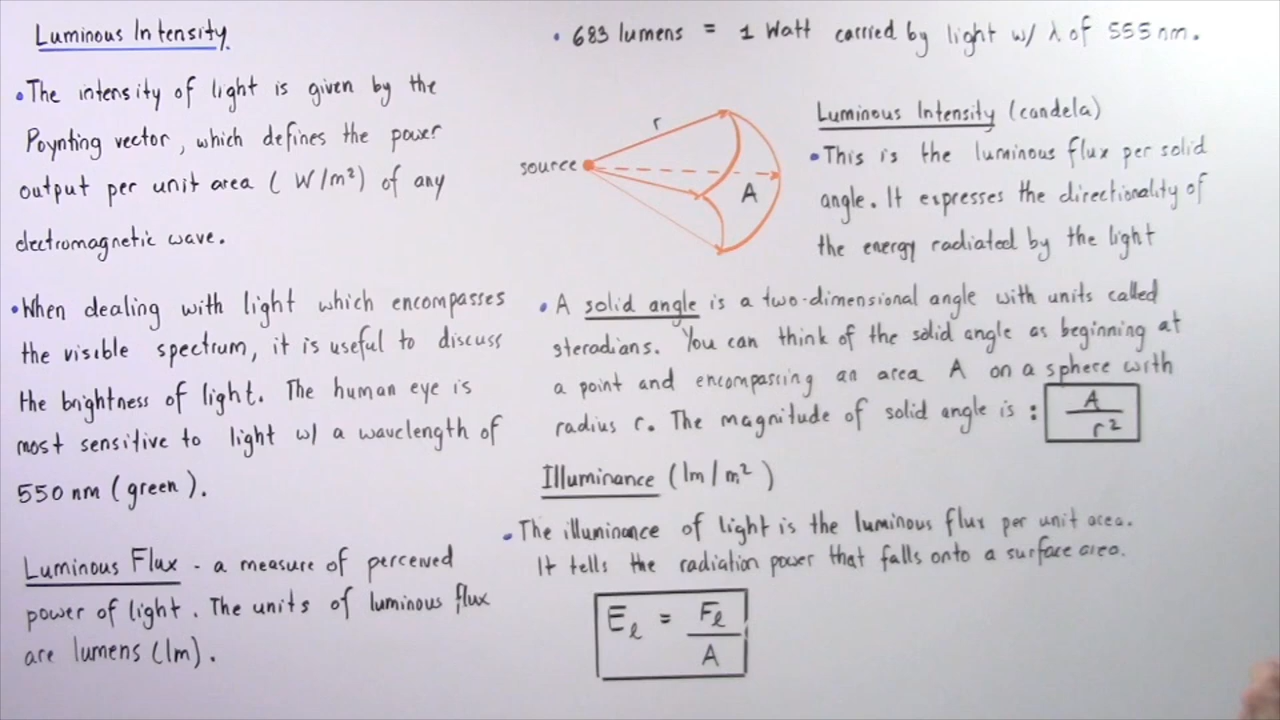 Luminous Intensity
• The intensity of light is given by the
Poynting vector, which defines the power
output per unit area (W/m²) of any
electromagnetic wave.
• When dealing with light which encompasses
the visible spectrum, it is useful to discuss
the brightness of light. The human eye is
most sensitive to light w/ a wavelength of
550 nm (green).
Luminous Flux - a measure of perceived
power of light. The units of luminous flux
are lumens (lm).
• 683 lumens = 1 Watt carried by light w/ λ of 555 nm.
source
r
A
Luminous Intensity (candela)
• This is the luminous flux per solid
angle. It expresses the directionality of
the energy radiated by the light
• A solid angle is a two-dimensional angle with units called
steradians. You can think of the solid angle as beginning at
a point and encompassing an area A on a sphere with
radius r. The magnitude of solid angle is : A / r²
Illuminance (lm/m²)
• The illuminance of light is the luminous flux per unit area.
It tells the radiation power that falls onto a surface area.
E_ℓ = F_ℓ / A